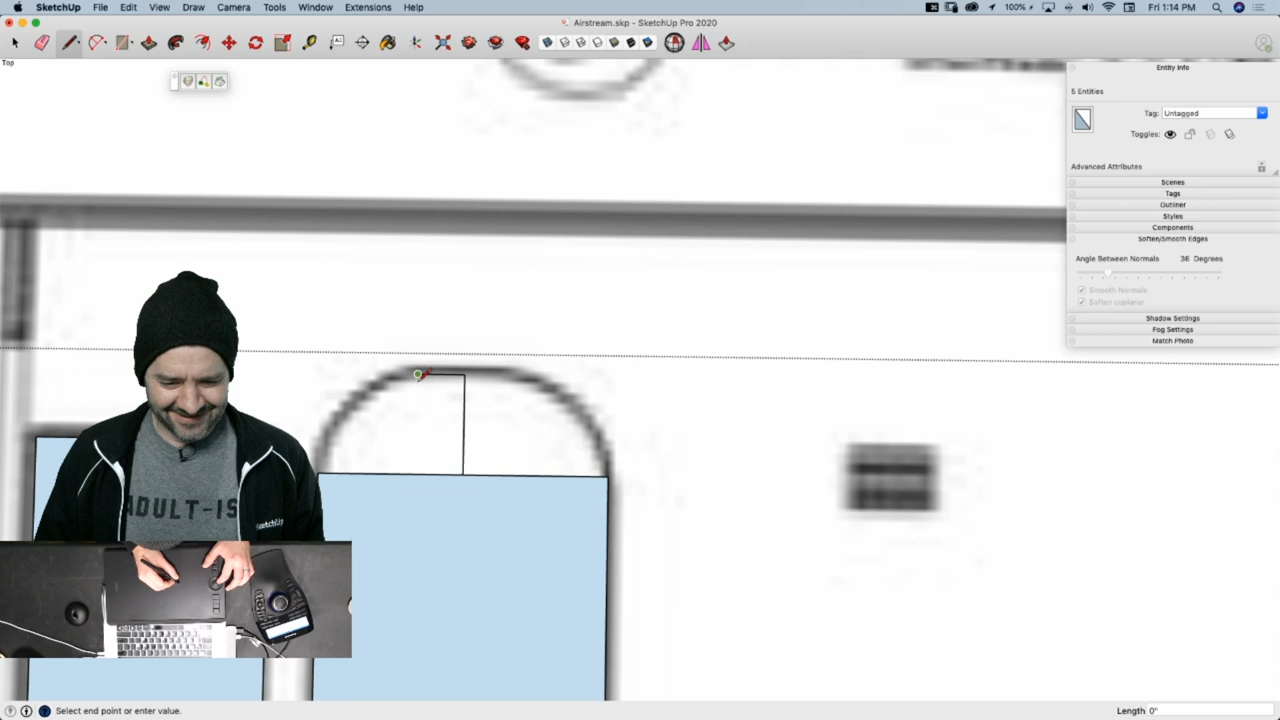 SketchUp File Edit View Draw Camera Tools Window Extensions Help 100% Fri 1:14 PM
Airstream.skp - SketchUp Pro 2020
Top
Entity Info
5 Entities
Tag: Untagged
Toggles:
Advanced Attributes
Scenes
Tags
Outliner
Styles
Components
Soften/Smooth Edges
Angle Between Normals 36 Degrees
Smooth Normals
Soften coplanar
Shadow Settings
Fog Settings
Match Photo
ADULT-IS
SketchUp
Select end point or enter value.
Length 0"